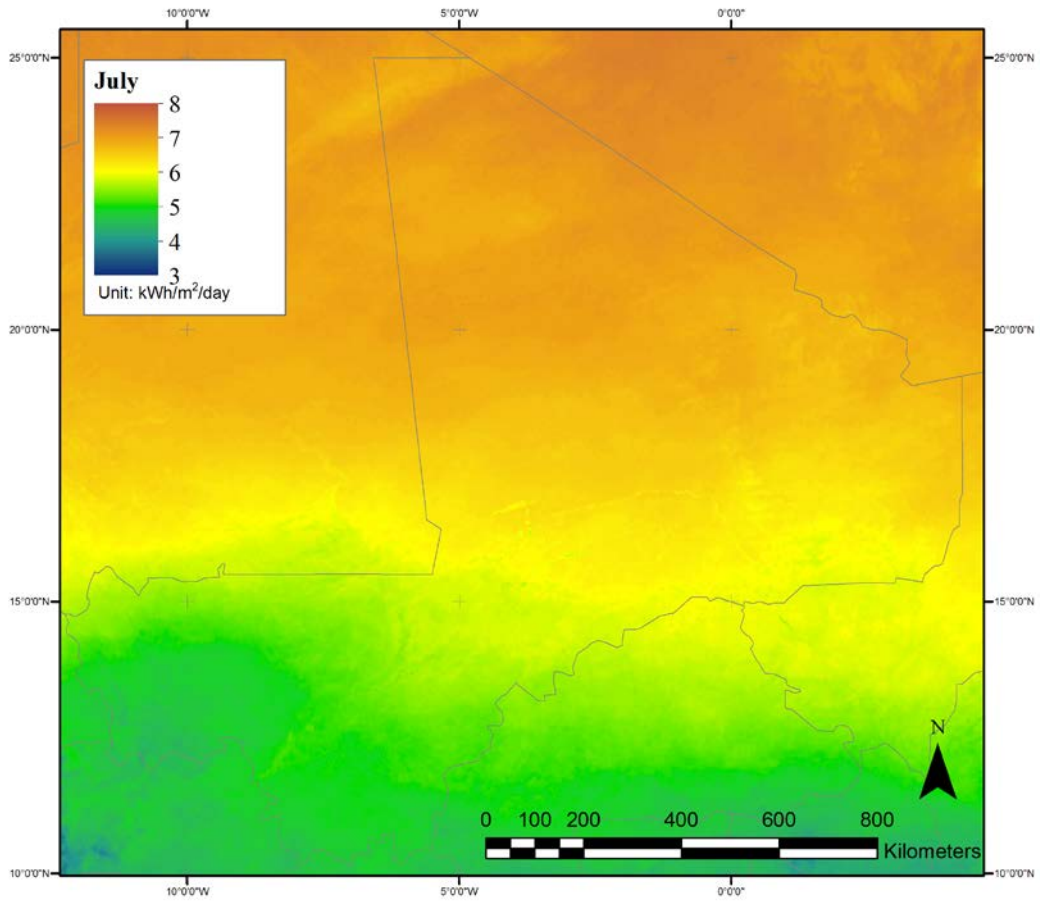 10°0'0"W 5°0'0"W 0°0'0"
25°0'0"N 25°0'0"N
July
8
7
6
5
4
3
Unit: kWh/m²/day
20°0'0"N 20°0'0"N
15°0'0"N 15°0'0"N
N
0 100 200 400 600 800
Kilometers
10°0'0"N 10°0'0"N
10°0'0"W 5°0'0"W 0°0'0"